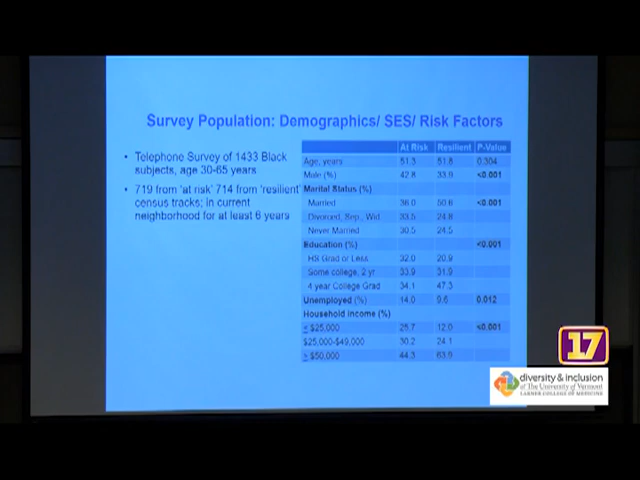 Survey Population: Demographics/ SES/ Risk Factors
• Telephone Survey of 1433 Black
subjects, age 30-65 years
• 719 from 'at risk' 714 from 'resilient'
census tracks; in current
neighborhood for at least 6 years
At Risk Resilient P-Value
Age, years 51.3 51.8 0.304
Male (%) 42.8 33.9 <0.001
Marital Status (%)
Married 36.0 50.6 <0.001
Divorced, Sep., Wid 33.5 24.8
Never Married 30.5 24.5
Education (%) <0.001
HS Grad or Less 32.0 20.9
Some college, 2 yr 33.9 31.9
4 year College Grad 34.1 47.3
Unemployed (%) 14.0 9.6 0.012
Household Income (%)
≤ $25,000 25.7 12.0 <0.001
$25,000-$49,000 30.2 24.1
≥ $50,000 44.3 63.9
17
diversity & inclusion
at The University of Vermont
LARNER COLLEGE OF MEDICINE